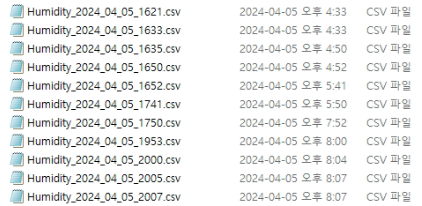 Humidity_2024_04_05_1621.csv 2024-04-05 오후 4:33 CSV 파일
Humidity_2024_04_05_1633.csv 2024-04-05 오후 4:33 CSV 파일
Humidity_2024_04_05_1635.csv 2024-04-05 오후 4:50 CSV 파일
Humidity_2024_04_05_1650.csv 2024-04-05 오후 4:52 CSV 파일
Humidity_2024_04_05_1652.csv 2024-04-05 오후 5:41 CSV 파일
Humidity_2024_04_05_1741.csv 2024-04-05 오후 5:50 CSV 파일
Humidity_2024_04_05_1750.csv 2024-04-05 오후 7:52 CSV 파일
Humidity_2024_04_05_1953.csv 2024-04-05 오후 8:00 CSV 파일
Humidity_2024_04_05_2000.csv 2024-04-05 오후 8:04 CSV 파일
Humidity_2024_04_05_2005.csv 2024-04-05 오후 8:07 CSV 파일
Humidity_2024_04_05_2007.csv 2024-04-05 오후 8:07 CSV 파일